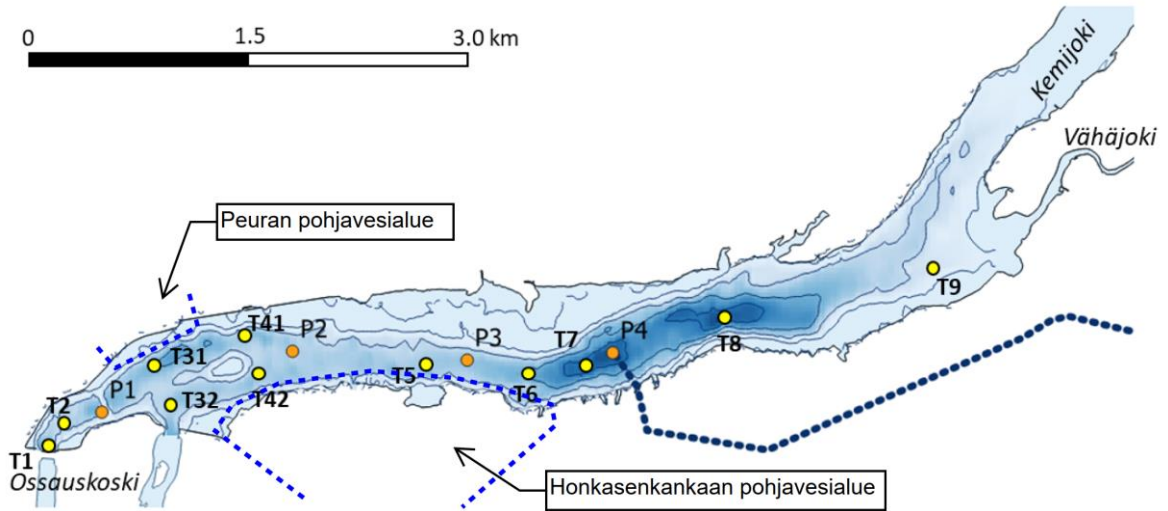 0 1.5 3.0 km
Kemijoki
Vähäjoki
Peuran pohjavesialue
T9
T41
P2
T31
P3
T7
P4
T8
P1
T5
T6
T2
T32
T42
T1
Ossauskoski
Honkasenkankaan pohjavesialue